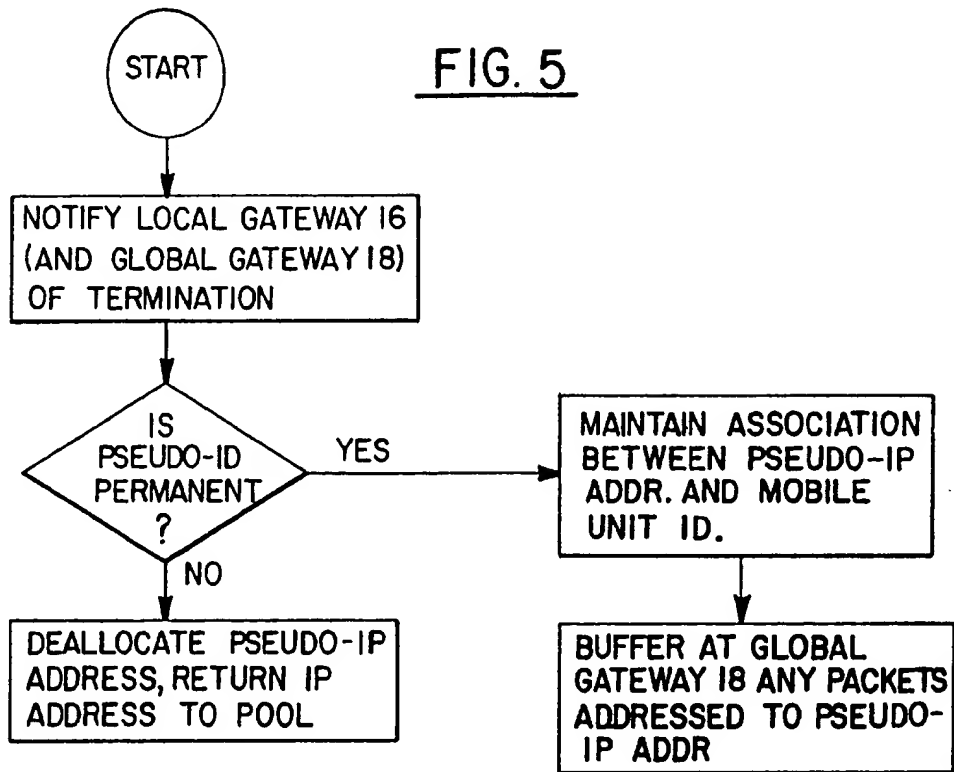 START
FIG. 5
NOTIFY LOCAL GATEWAY 16
(AND GLOBAL GATEWAY 18)
OF TERMINATION
IS
PSEUDO-ID
PERMANENT
?
YES
NO
MAINTAIN ASSOCIATION
BETWEEN PSEUDO-IP
ADDR. AND MOBILE
UNIT ID.
DEALLOCATE PSEUDO-IP
ADDRESS, RETURN IP
ADDRESS TO POOL
BUFFER AT GLOBAL
GATEWAY 18 ANY PACKETS
ADDRESSED TO PSEUDO-
IP ADDR